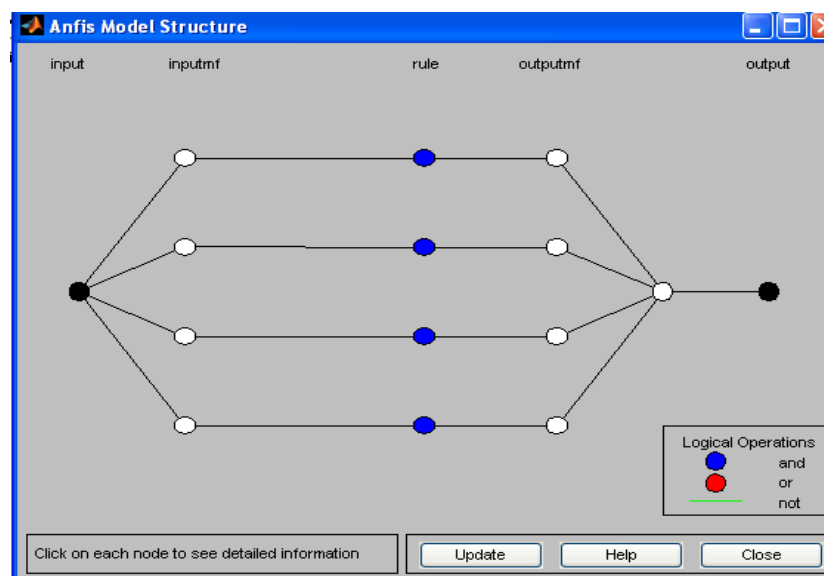 Anfis Model Structure
input inputmf rule outputmf output
Logical Operations
and
or
not
Click on each node to see detailed information Update Help Close